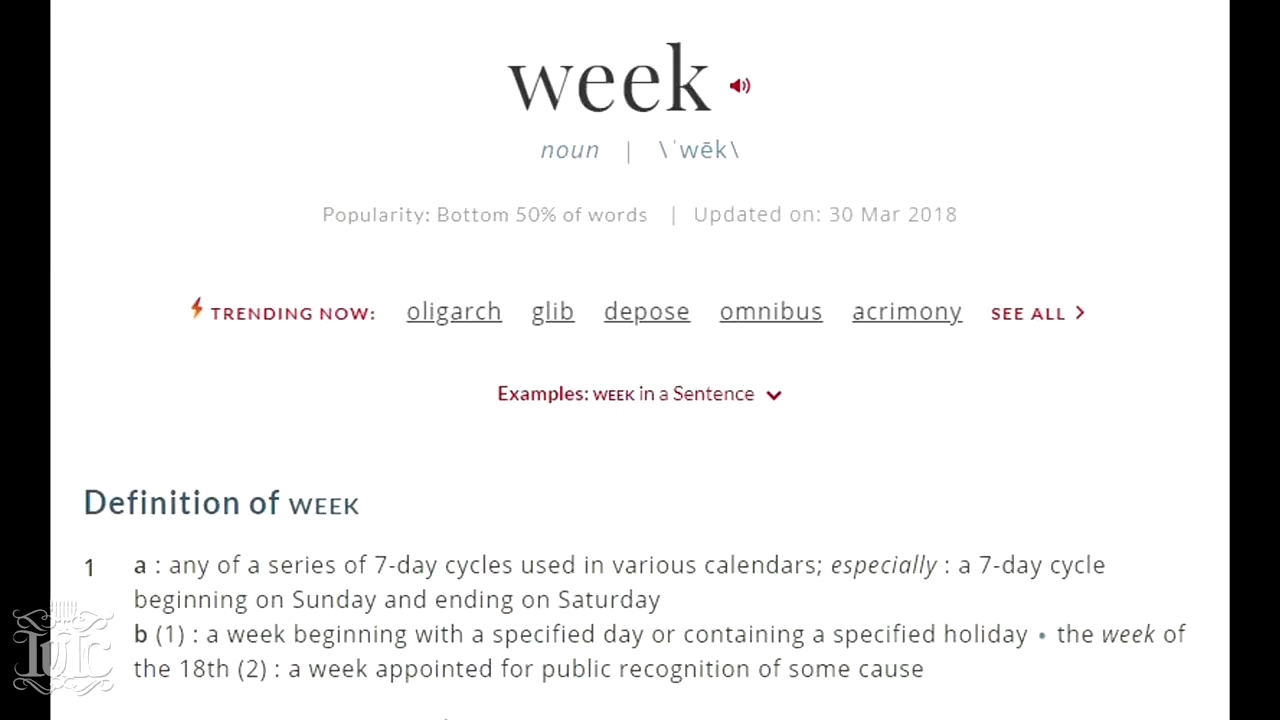 week
noun | \ˈwēk\
Popularity: Bottom 50% of words | Updated on: 30 Mar 2018
TRENDING NOW: oligarch glib depose omnibus acrimony SEE ALL >
Examples: WEEK in a Sentence
Definition of WEEK
1 a : any of a series of 7-day cycles used in various calendars; especially : a 7-day cycle
beginning on Sunday and ending on Saturday
b (1) : a week beginning with a specified day or containing a specified holiday • the week of
the 18th (2) : a week appointed for public recognition of some cause